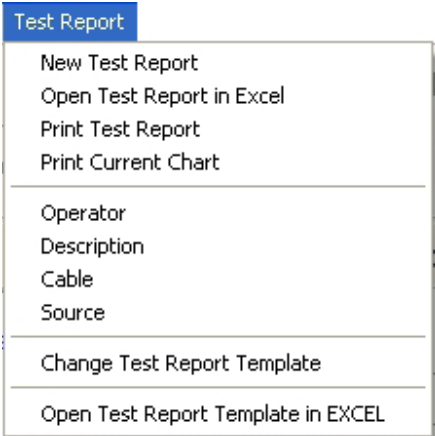 Test Report
New Test Report
Open Test Report in Excel
Print Test Report
Print Current Chart
Operator
Description
Cable
Source
Change Test Report Template
Open Test Report Template in EXCEL